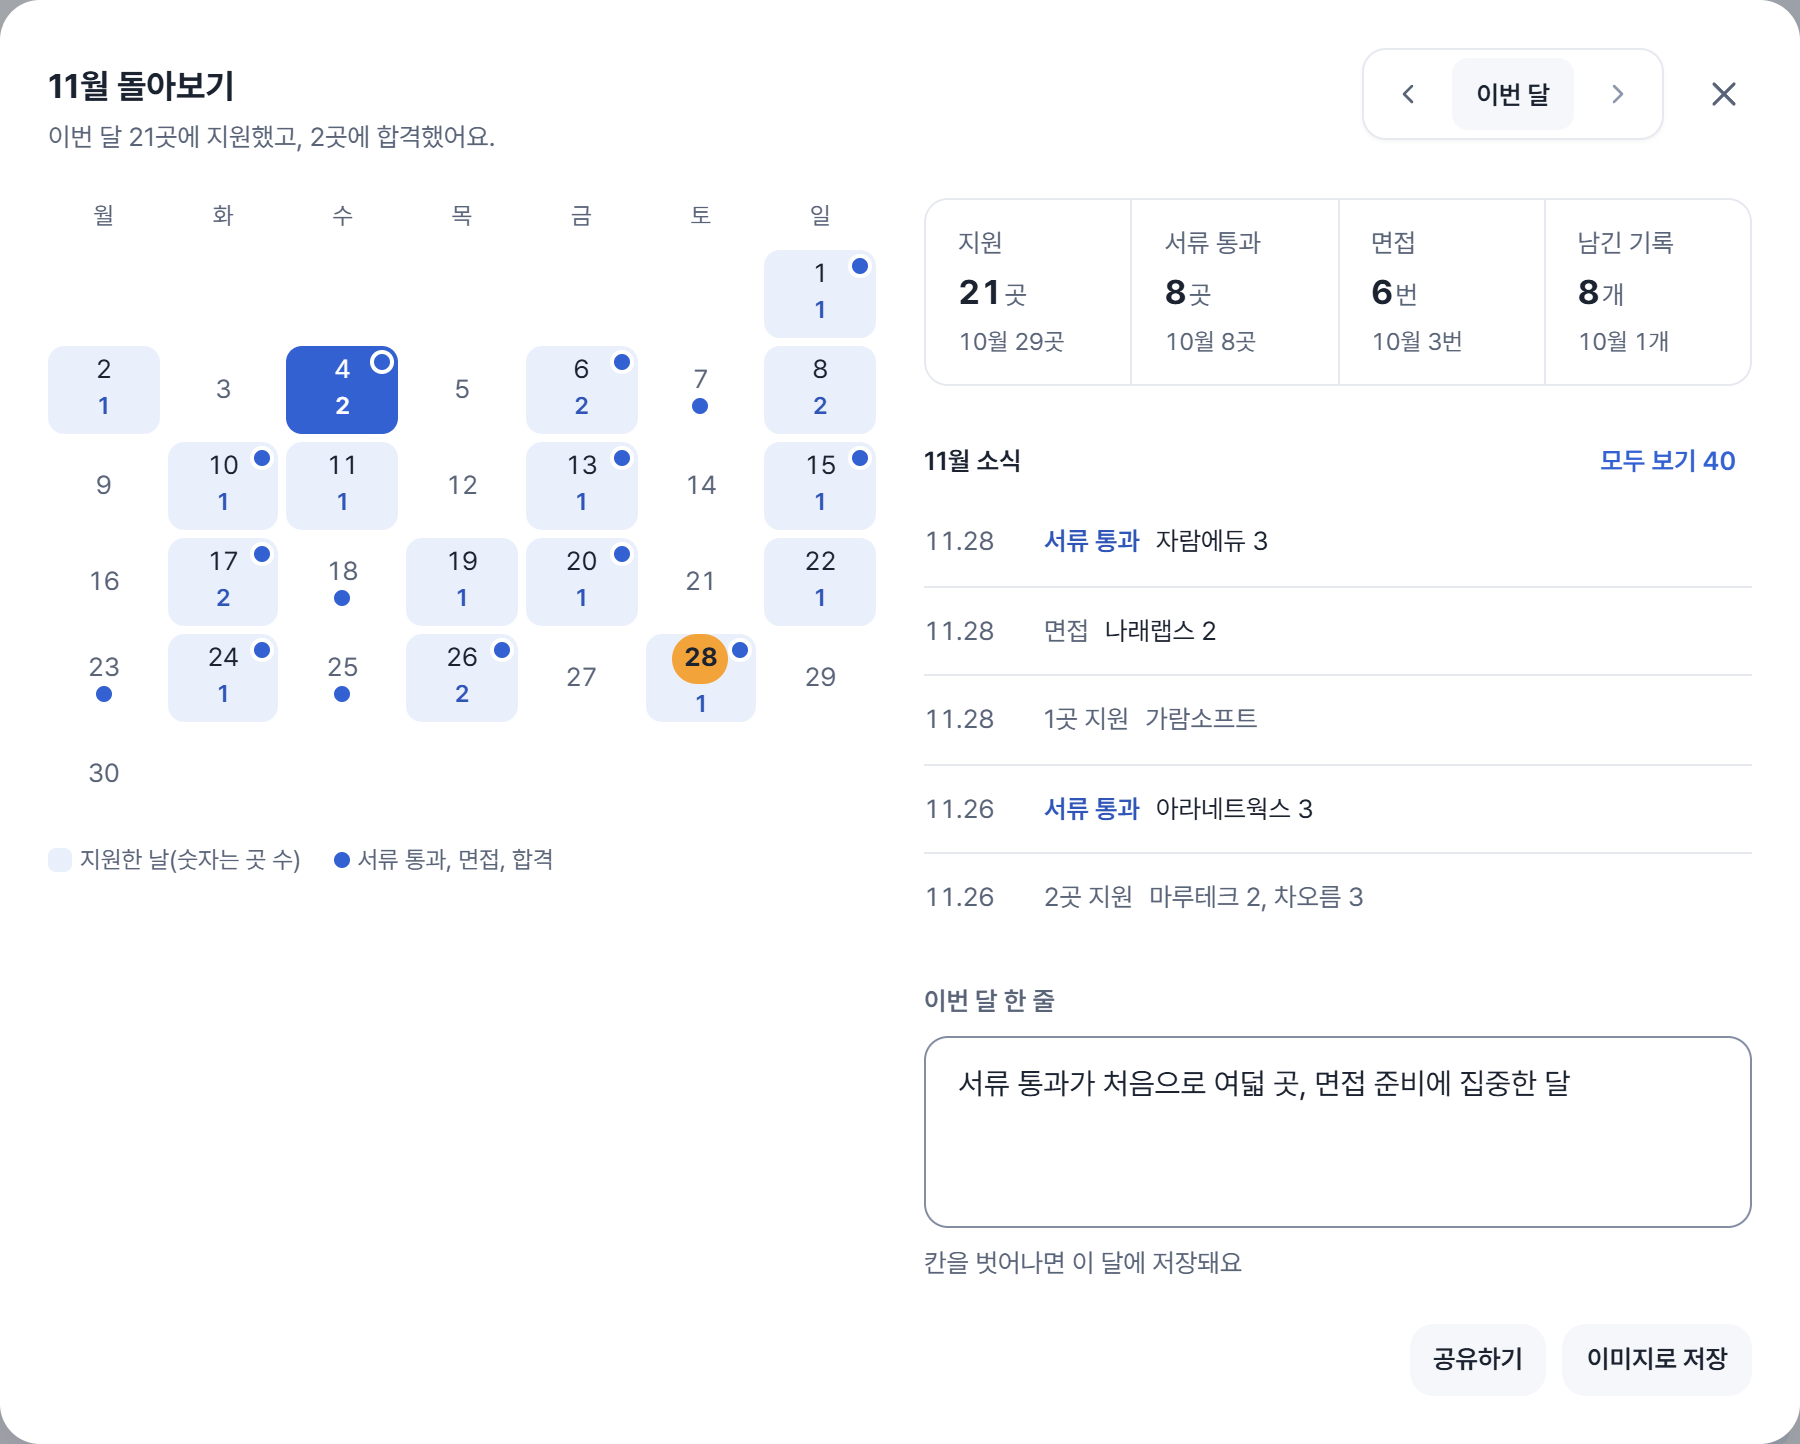 11월 돌아보기
이번 달 21곳에 지원했고, 2곳에 합격했어요.
이번 달
월 화 수 목 금 토 일
1
1
2 3 4 5 6 7 8
1 2 2 2
9 10 11 12 13 14 15
1 1 1 1
16 17 18 19 20 21 22
2 1 1 1
23 24 25 26 27 28 29
1 2 1
30
지원한 날(숫자는 곳 수) 서류 통과, 면접, 합격
지원 서류 통과 면접 남긴 기록
21곳 8곳 6번 8개
10월 29곳 10월 8곳 10월 3번 10월 1개
11월 소식 모두 보기 40
11.28 서류 통과 자람에듀 3
11.28 면접 나래랩스 2
11.28 1곳 지원 가람소프트
11.26 서류 통과 아라네트웍스 3
11.26 2곳 지원 마루테크 2, 차오름 3
이번 달 한 줄
서류 통과가 처음으로 여덟 곳, 면접 준비에 집중한 달
칸을 벗어나면 이 달에 저장돼요
공유하기 이미지로 저장